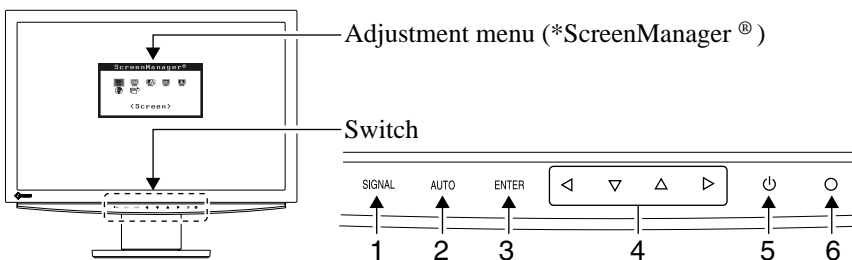 Adjustment menu (*ScreenManager ® )
ScreenManager®
<Screen>
Switch
SIGNAL AUTO ENTER
1 2 3 4 5 6